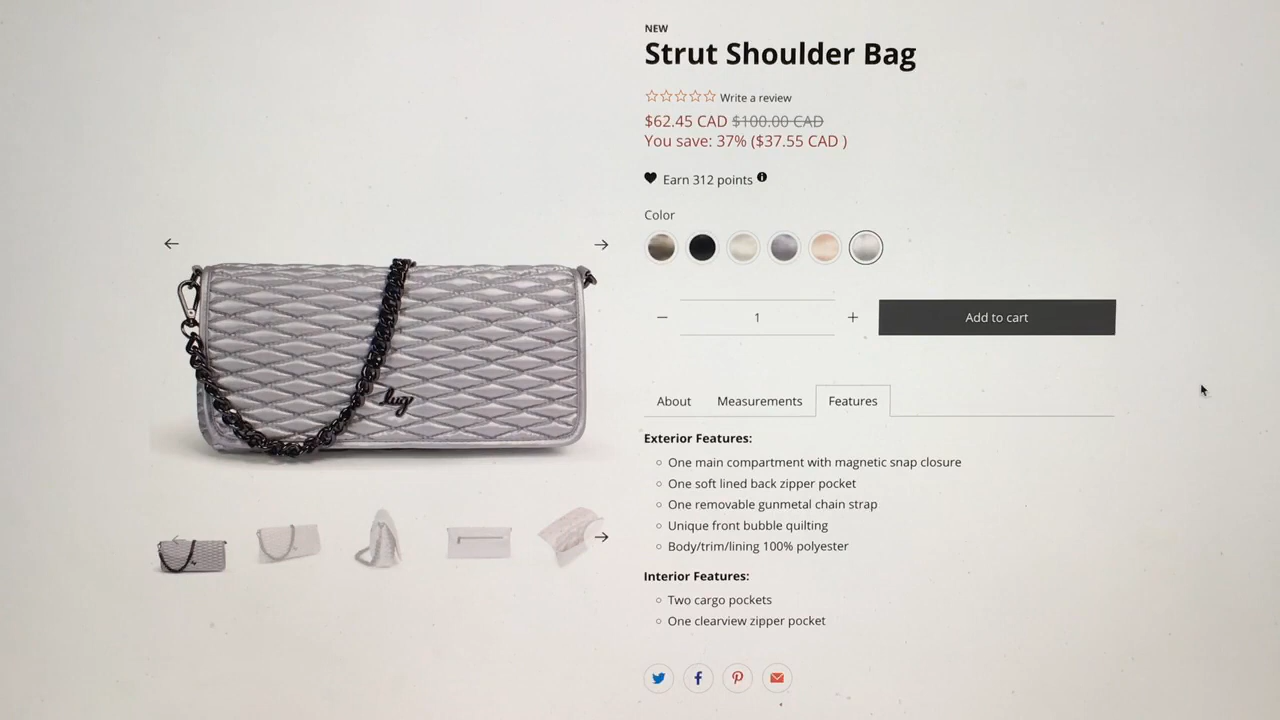 NEW
Strut Shoulder Bag
Write a review
$62.45 CAD $100.00 CAD
You save: 37% ($37.55 CAD )
Earn 312 points
Color
1
Add to cart
lug
About Measurements Features
Exterior Features:
One main compartment with magnetic snap closure
One soft lined back zipper pocket
One removable gunmetal chain strap
Unique front bubble quilting
Body/trim/lining 100% polyester
Interior Features:
Two cargo pockets
One clearview zipper pocket